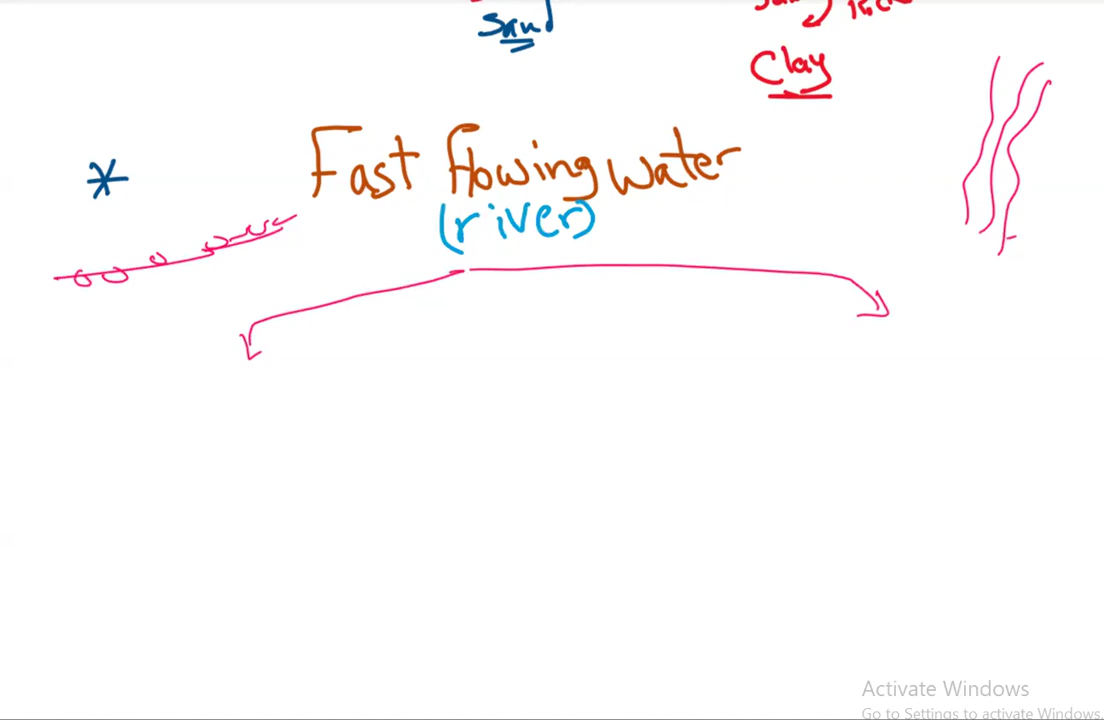 Sand
Clay
* Fast flowing water
(river)
Activate Windows
Go to Settings to activate Windows.